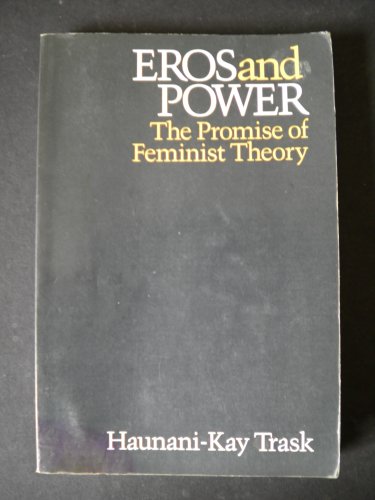 EROSand
POWER
The Promise of
Feminist Theory
Haunani-Kay Trask